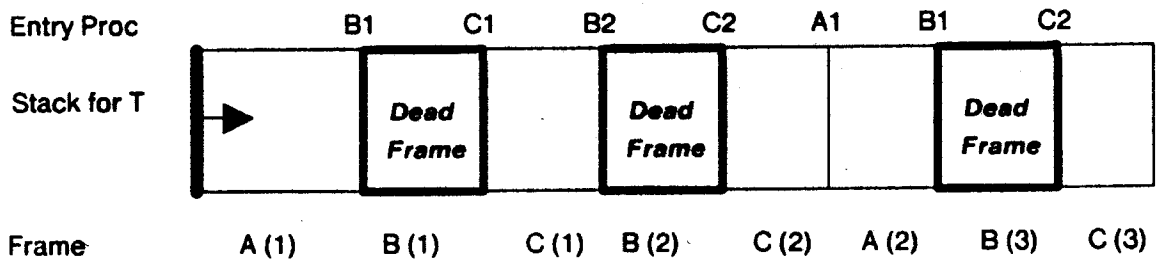 Entry Proc B1 C1 B2 C2 A1 B1 C2
Stack for T
Dead Dead Dead
Frame Frame Frame
Frame A (1) B (1) C (1) B (2) C (2) A (2) B (3) C (3)